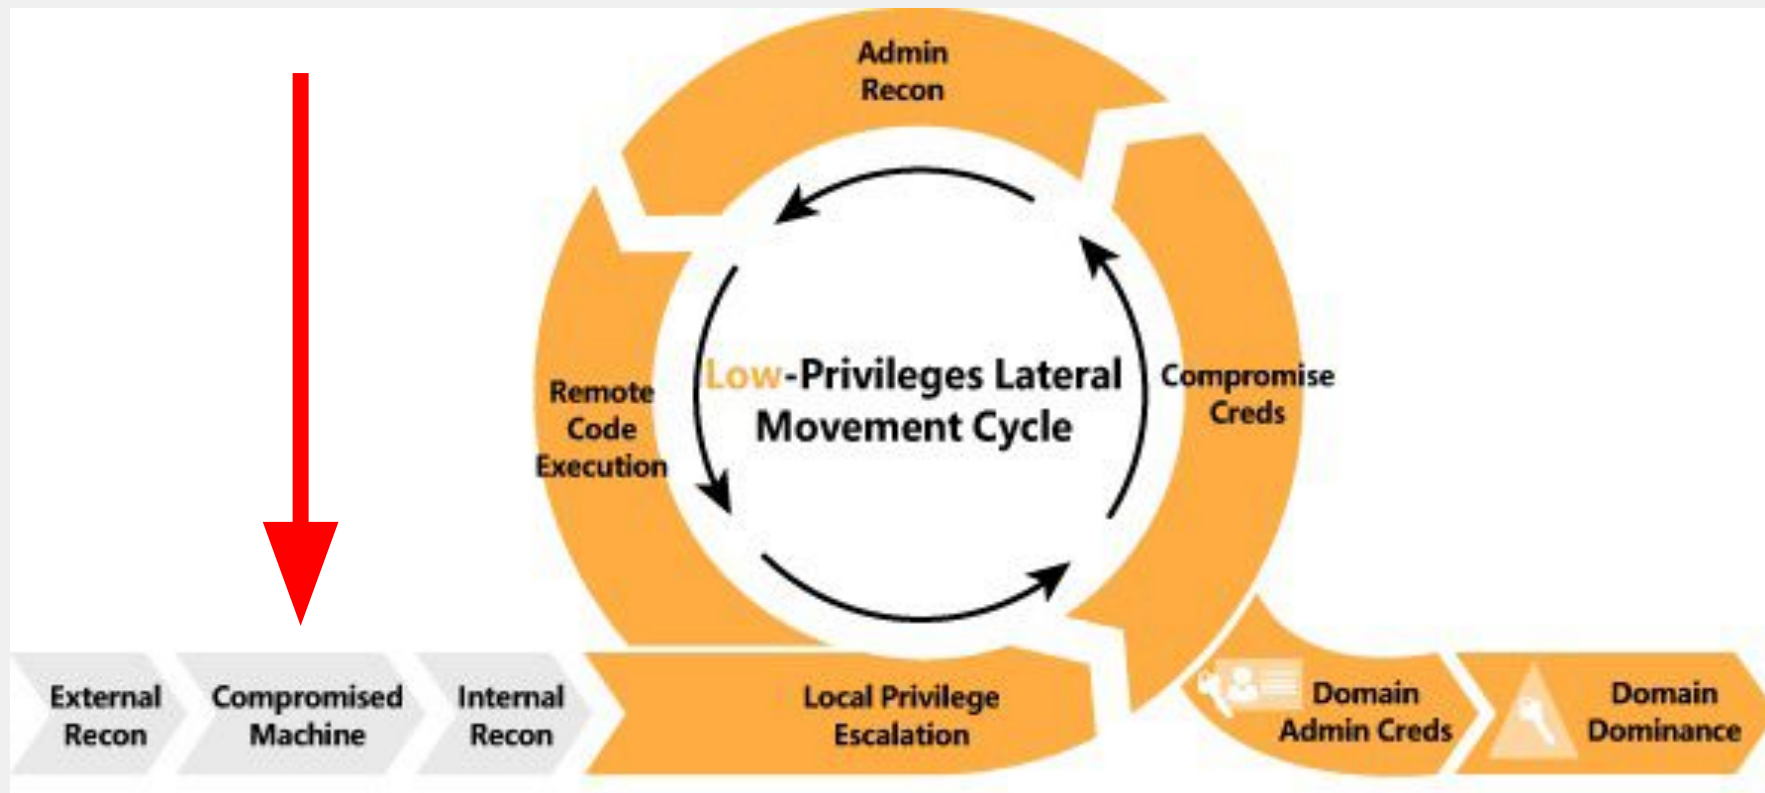 Admin
Recon
Low-Privileges Lateral
Movement Cycle
Remote
Code
Execution
Compromise
Creds
External
Recon
Compromised
Machine
Internal
Recon
Local Privilege
Escalation
Domain
Admin Creds
Domain
Dominance